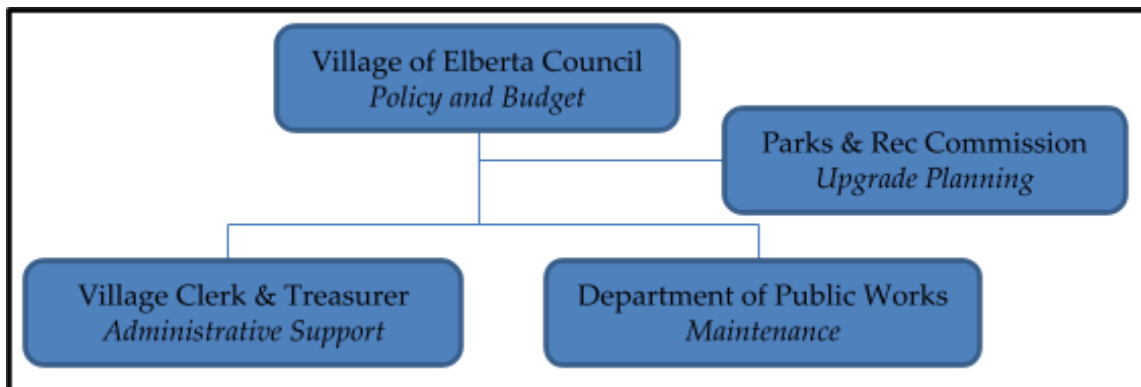 Village of Elberta Council
Policy and Budget
Parks & Rec Commission
Upgrade Planning
Village Clerk & Treasurer
Administrative Support
Department of Public Works
Maintenance